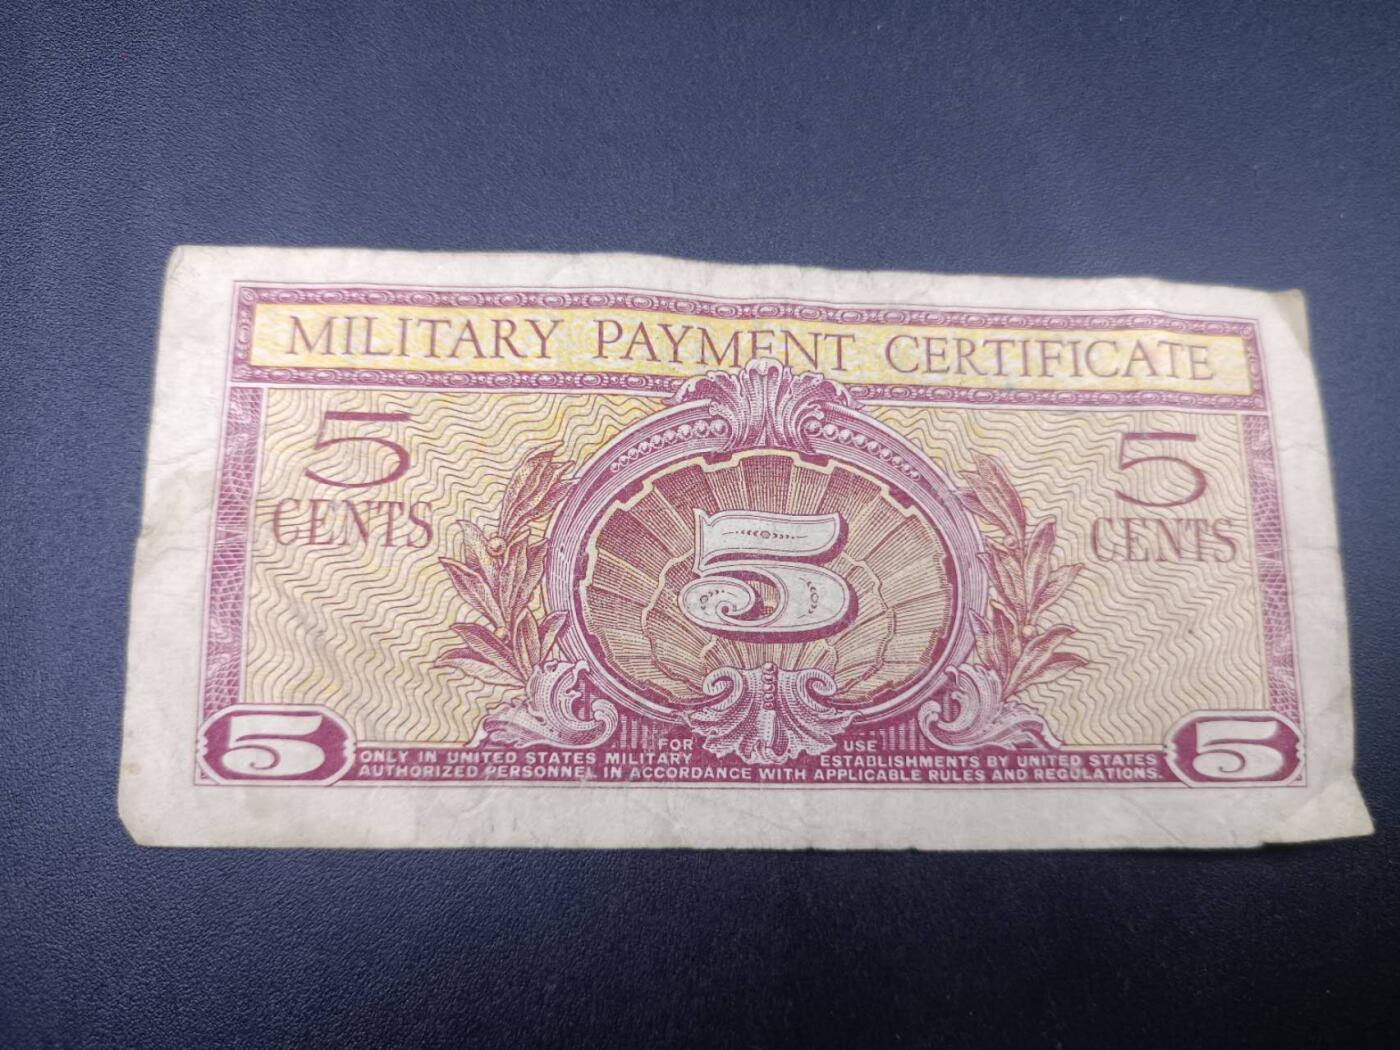 MILITARY PAYMENT CERTIFICATE
5 5
CENTS CENTS
5
5 FOR USE 5
ONLY IN UNITED STATES MILITARY ESTABLISHMENTS BY UNITED STATES
AUTHORIZED PERSONNEL IN ACCORDANCE WITH APPLICABLE RULES AND REGULATIONS.